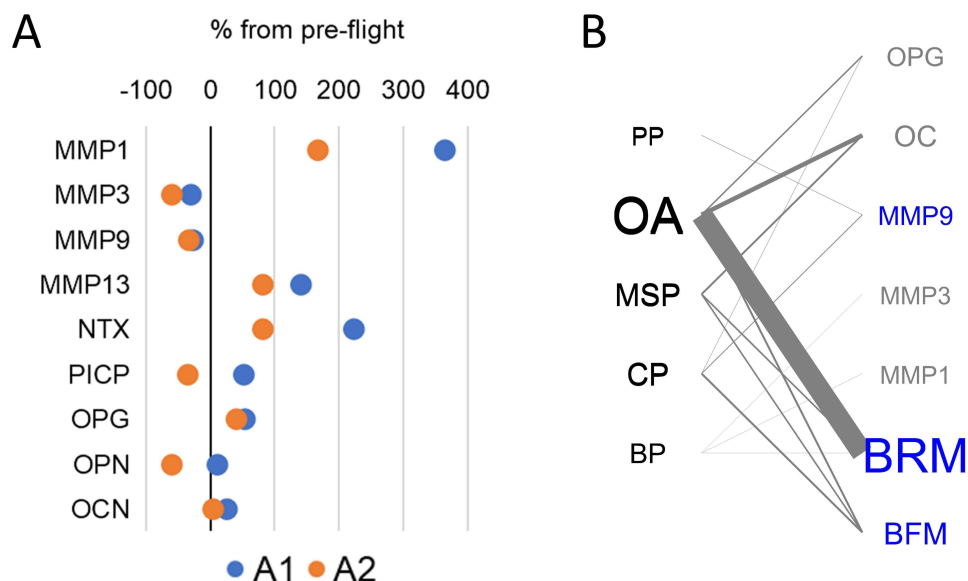 A
% from pre-flight
-100 0 100 200 300 400
MMP1
MMP3
MMP9
MMP13
NTX
PICP
OPG
OPN
OCN
A1 A2
B
PP
OA
MSP
CP
BP
OPG
OC
MMP9
MMP3
MMP1
BRM
BFM